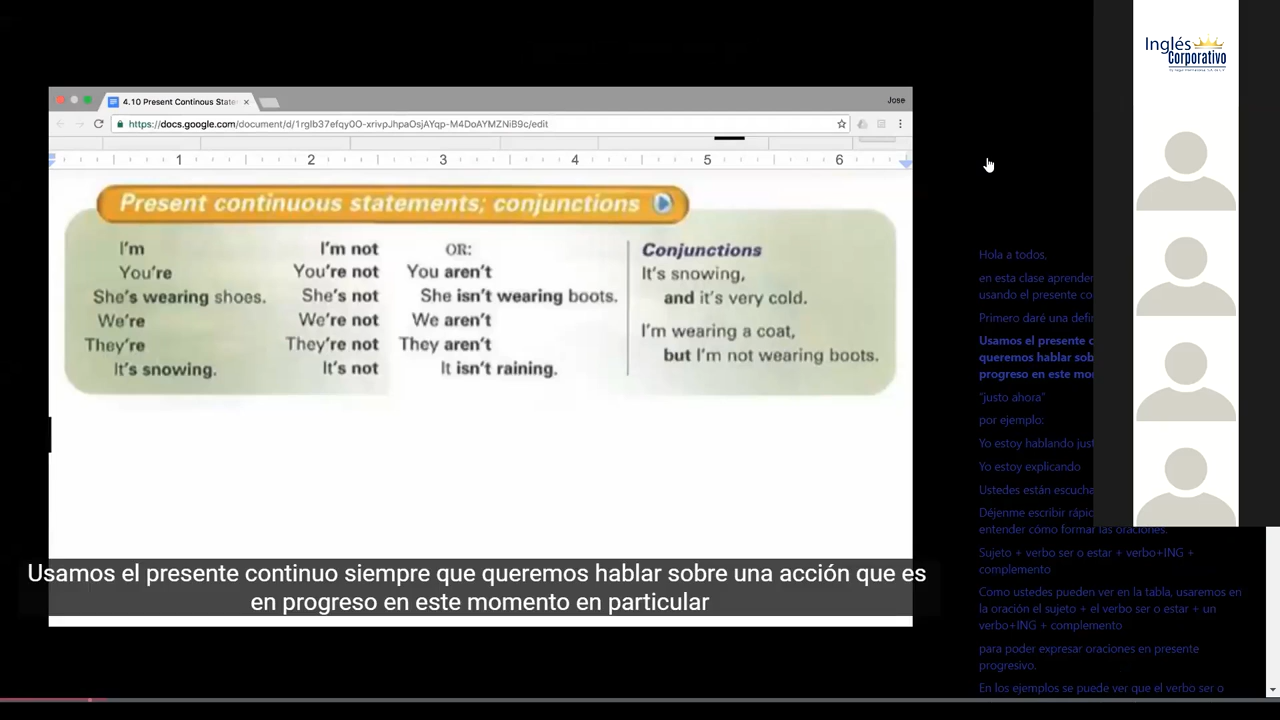 Inglés
Corporativo
4.10 Present Continous State
Jose
https://docs.google.com/document/d/1rglb37efqy0O-xrivpJhpaOsjAYqp-M4DoAYMZNiB9c/edit
1 2 3 4 5 6
Present continuous statements; conjunctions
I'm I'm not OR:
You're You're not You aren't
She's wearing shoes. She's not She isn't wearing boots.
We're We're not We aren't
They're They're not They aren't
It's snowing. It's not It isn't raining.
Conjunctions
It's snowing,
and it's very cold.
I'm wearing a coat,
but I'm not wearing boots.
Usamos el presente continuo siempre que queremos hablar sobre una acción que es
en progreso en este momento en particular
Hola a todos,
en esta clase aprender
usando el presente co
Primero daré una defi
Usamos el presente c
queremos hablar sob
progreso en este mo
"justo ahora"
por ejemplo:
Yo estoy hablando jus
Yo estoy explicando
Ustedes están escucha
Déjenme escribir rápi
entender cómo formar las oraciones.
Sujeto + verbo ser o estar + verbo+ING +
complemento
Como ustedes pueden ver en la tabla, usaremos en
la oración el sujeto + el verbo ser o estar + un
verbo+ING + complemento
para poder expresar oraciones en presente
progresivo.
En los ejemplos se puede ver que el verbo ser o